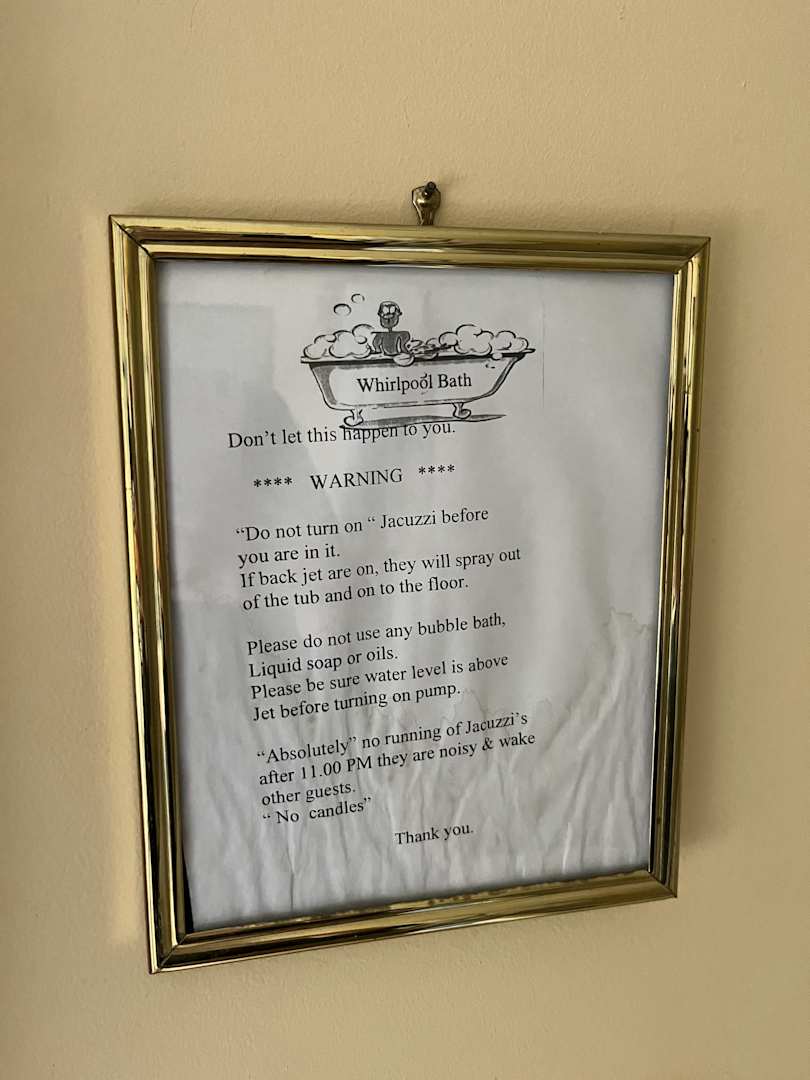 Whirlpool Bath
Don't let this happen to you.
**** WARNING ****
“Do not turn on “ Jacuzzi before
you are in it.
If back jet are on, they will spray out
of the tub and on to the floor.
Please do not use any bubble bath,
Liquid soap or oils.
Please be sure water level is above
Jet before turning on pump.
“Absolutely” no running of Jacuzzi's
after 11.00 PM they are noisy & wake
other guests.
“ No candles”
Thank you.